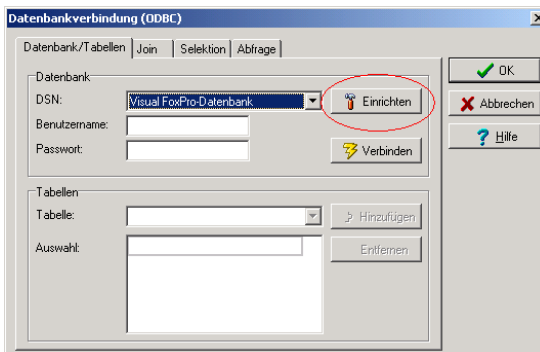 Datenbankverbindung (ODBC)
Datenbank/Tabellen Join Selektion Abfrage
Datenbank
DSN: Visual FoxPro-Datenbank Einrichten
Benutzername:
Passwort: Verbinden
Tabellen
Tabelle: Hinzufügen
Auswahl: Entfernen
OK
Abbrechen
Hilfe